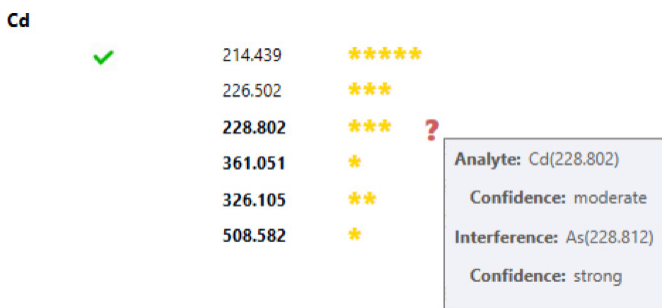 Cd
214.439 *****
226.502 ***
228.802 *** ?
361.051 *
326.105 **
508.582 *
Analyte: Cd(228.802)
Confidence: moderate
Interference: As(228.812)
Confidence: strong